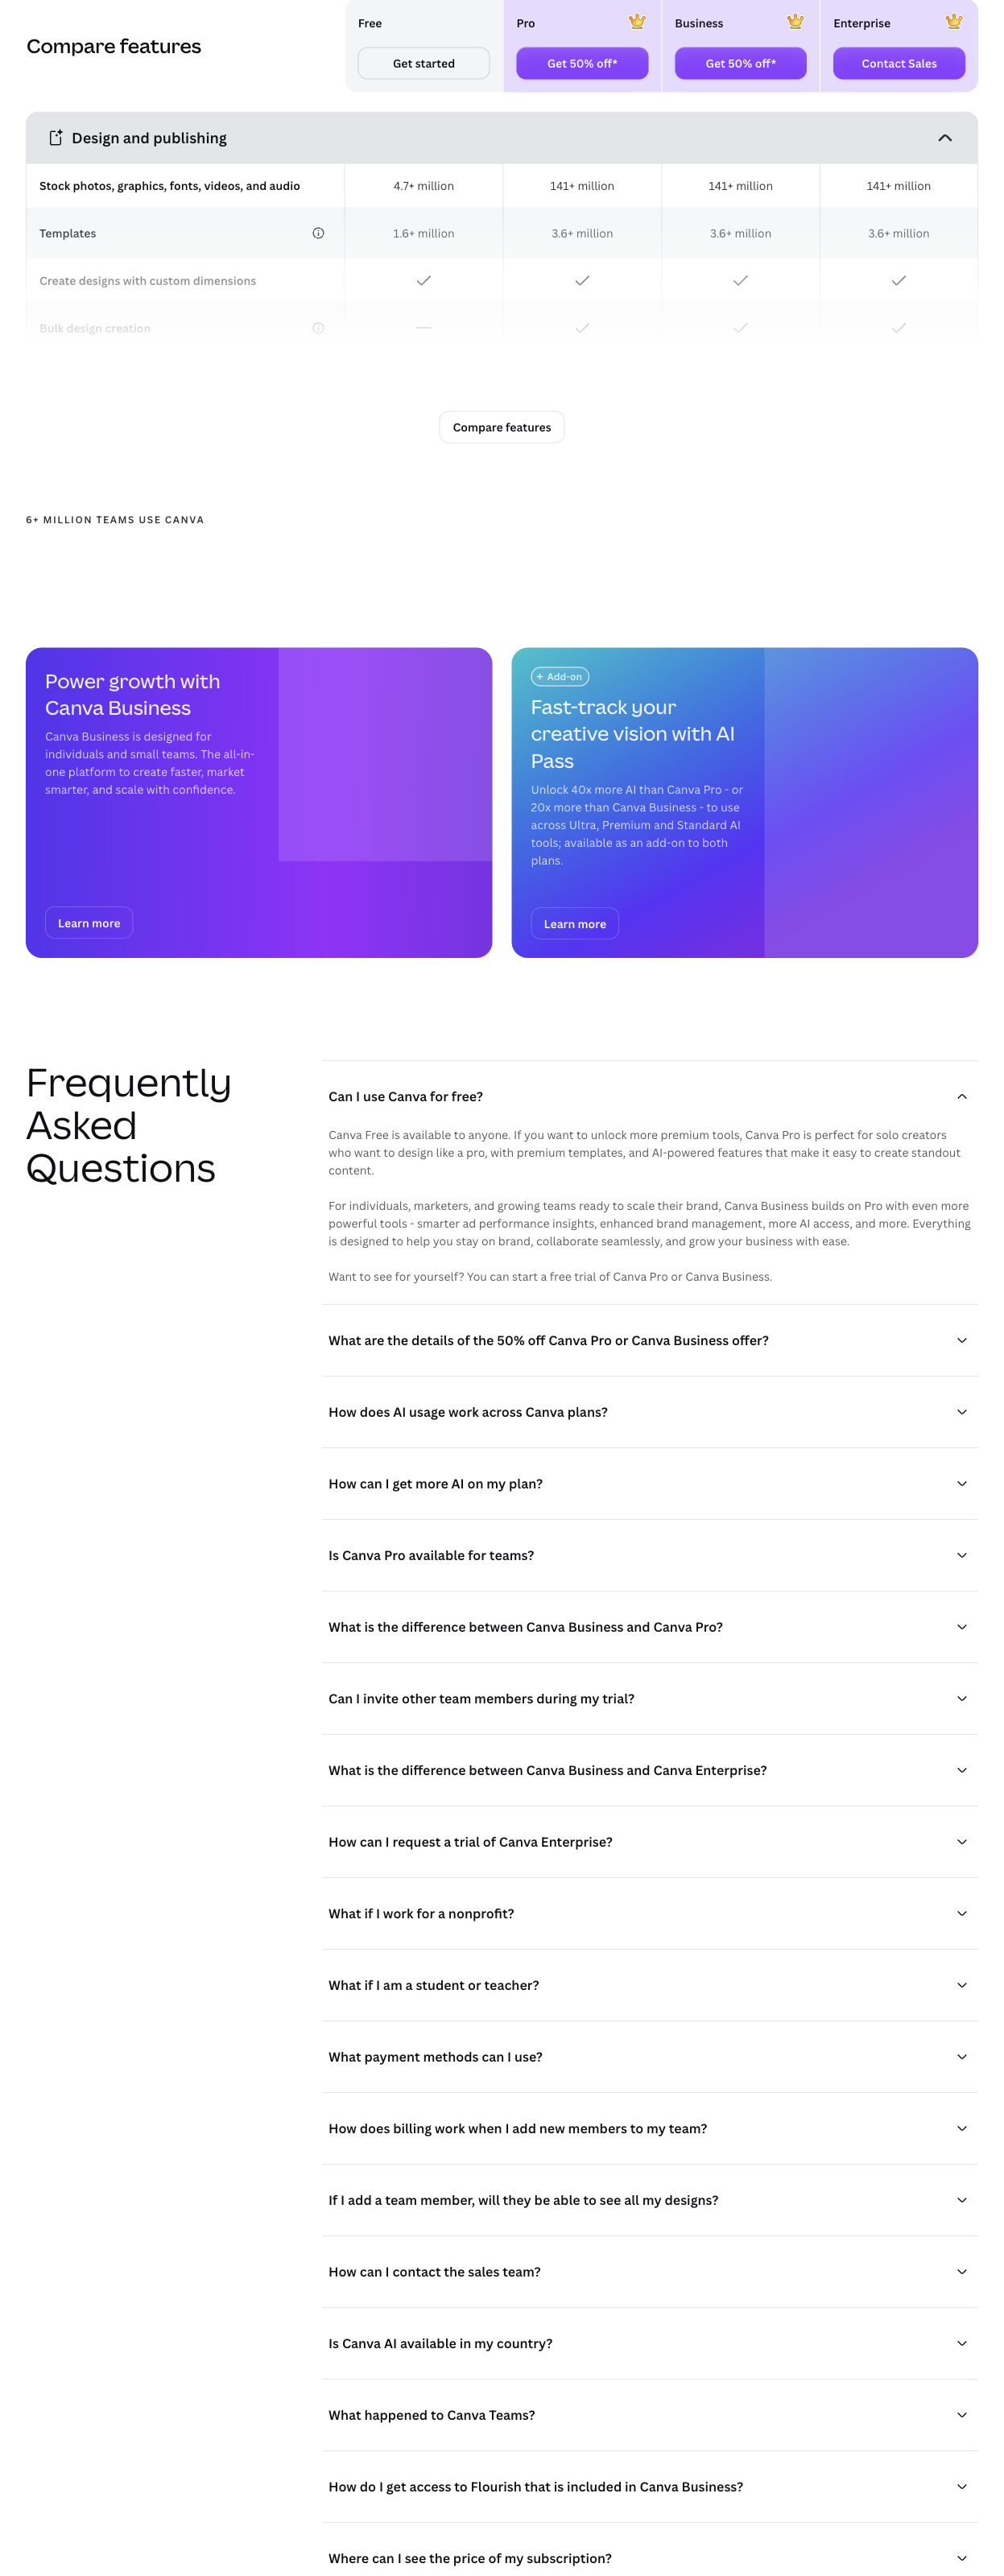 Compare features
Free
Pro
Business
Enterprise
Get started
Get 50% off*
Get 50% off*
Contact Sales
Design and publishing
Stock photos, graphics, fonts, videos, and audio
4.7+ million
141+ million
141+ million
141+ million
Templates
1.6+ million
3.6+ million
3.6+ million
3.6+ million
Create designs with custom dimensions
Bulk design creation
Compare features
6+ MILLION TEAMS USE CANVA
Power growth with
Canva Business
Canva Business is designed for
individuals and small teams. The all-in-
one platform to create faster, market
smarter, and scale with confidence.
Learn more
+ Add-on
Fast-track your
creative vision with AI
Pass
Unlock 40x more AI than Canva Pro - or
20x more than Canva Business - to use
across Ultra, Premium and Standard AI
tools; available as an add-on to both
plans.
Learn more
Frequently
Asked
Questions
Can I use Canva for free?
Canva Free is available to anyone. If you want to unlock more premium tools, Canva Pro is perfect for solo creators
who want to design like a pro, with premium templates, and AI-powered features that make it easy to create standout
content.
For individuals, marketers, and growing teams ready to scale their brand, Canva Business builds on Pro with even more
powerful tools - smarter ad performance insights, enhanced brand management, more AI access, and more. Everything
is designed to help you stay on brand, collaborate seamlessly, and grow your business with ease.
Want to see for yourself? You can start a free trial of Canva Pro or Canva Business.
What are the details of the 50% off Canva Pro or Canva Business offer?
How does AI usage work across Canva plans?
How can I get more AI on my plan?
Is Canva Pro available for teams?
What is the difference between Canva Business and Canva Pro?
Can I invite other team members during my trial?
What is the difference between Canva Business and Canva Enterprise?
How can I request a trial of Canva Enterprise?
What if I work for a nonprofit?
What if I am a student or teacher?
What payment methods can I use?
How does billing work when I add new members to my team?
If I add a team member, will they be able to see all my designs?
How can I contact the sales team?
Is Canva AI available in my country?
What happened to Canva Teams?
How do I get access to Flourish that is included in Canva Business?
Where can I see the price of my subscription?